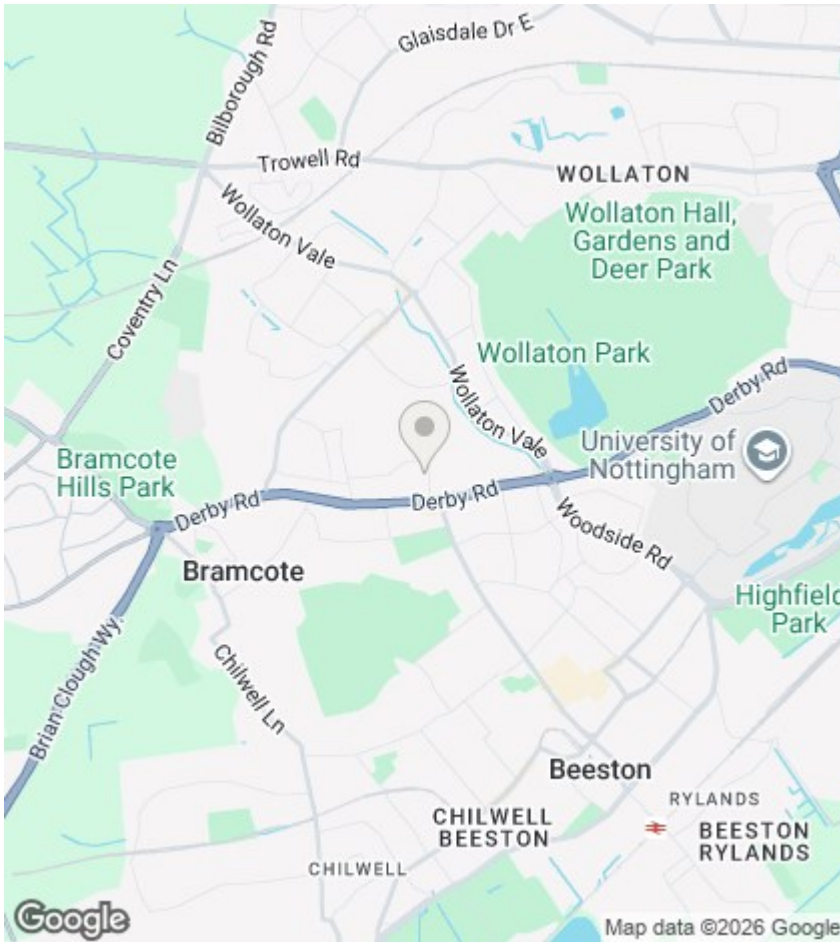 Glaisdale Dr E
Bilborough Rd
Trowell Rd
WOLLATON
Wollaton Vale
Wollaton Hall,
Gardens and
Deer Park
Coventry Ln
Wollaton Park
Derby Rd
Wollaton Vale
University of
Nottingham
Bramcote
Hills Park
Derby Rd
Derby Rd
Woodside Rd
Bramcote
Highfield
Park
Brian Clough Wy.
Chilwell Ln
Beeston
RYLANDS
CHILWELL
BEESTON
BEESTON
RYLANDS
CHILWELL
Google
Map data ©2026 Google